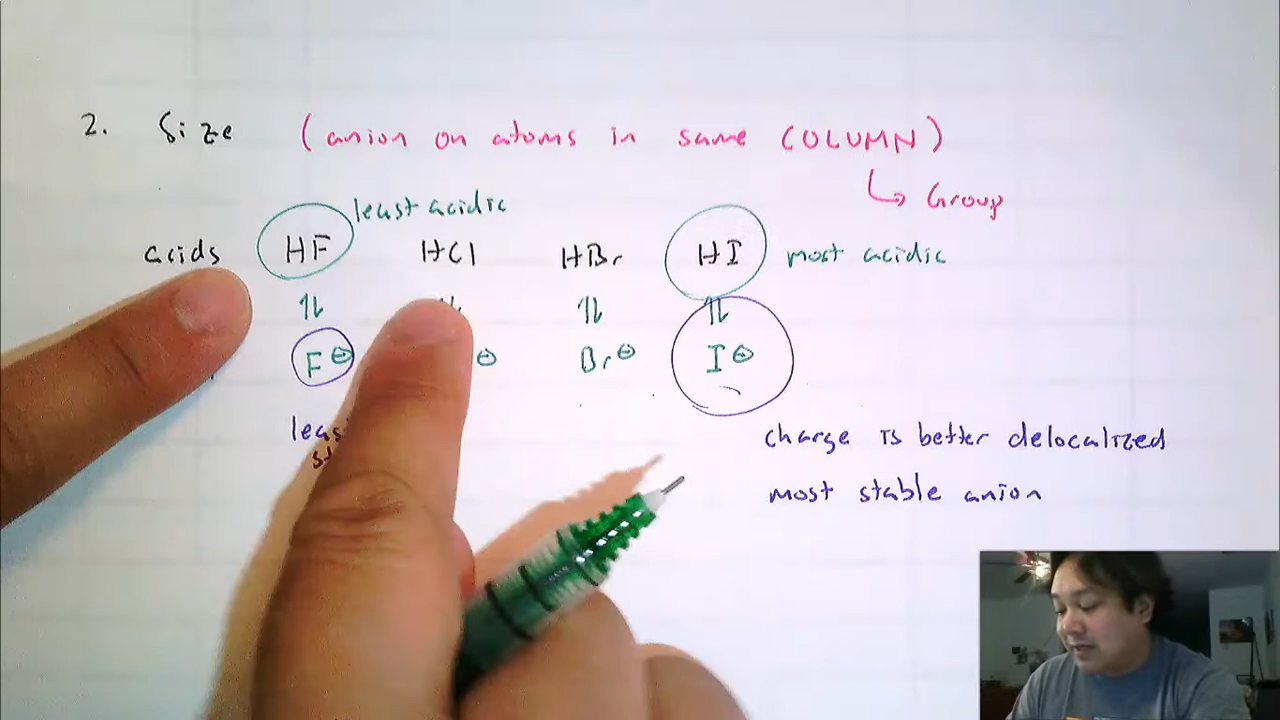 2. Size (anion on atoms in same COLUMN)
↳ Group
least acidic
acids HF HCl HBr HI most acidic
⇅ ⇅ ⇅
F⊖ ⊖ Br⊖ I⊖
charge is better delocalized
most stable anion